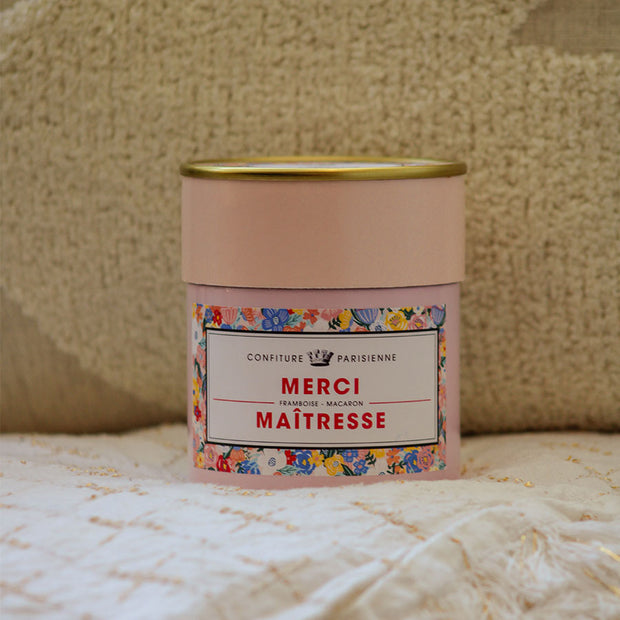 CONFITURE PARISIENNE
MERCI
FRAMBOISE - MACARON
MAÎTRESSE